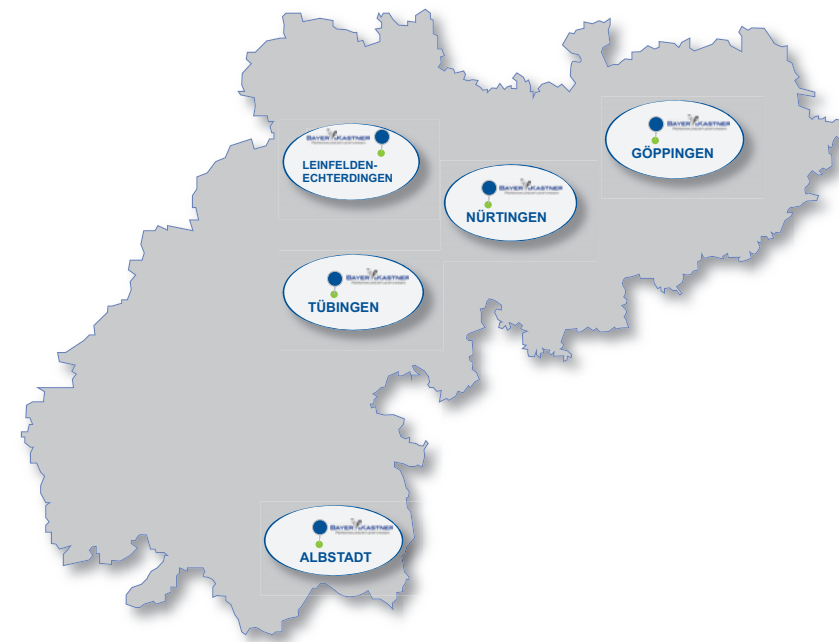 BAYER KASTNER
LEINFELDEN-
ECHTERDINGEN
BAYER KASTNER
GÖPPINGEN
BAYER KASTNER
NÜRTINGEN
BAYER KASTNER
TÜBINGEN
BAYER KASTNER
ALBSTADT